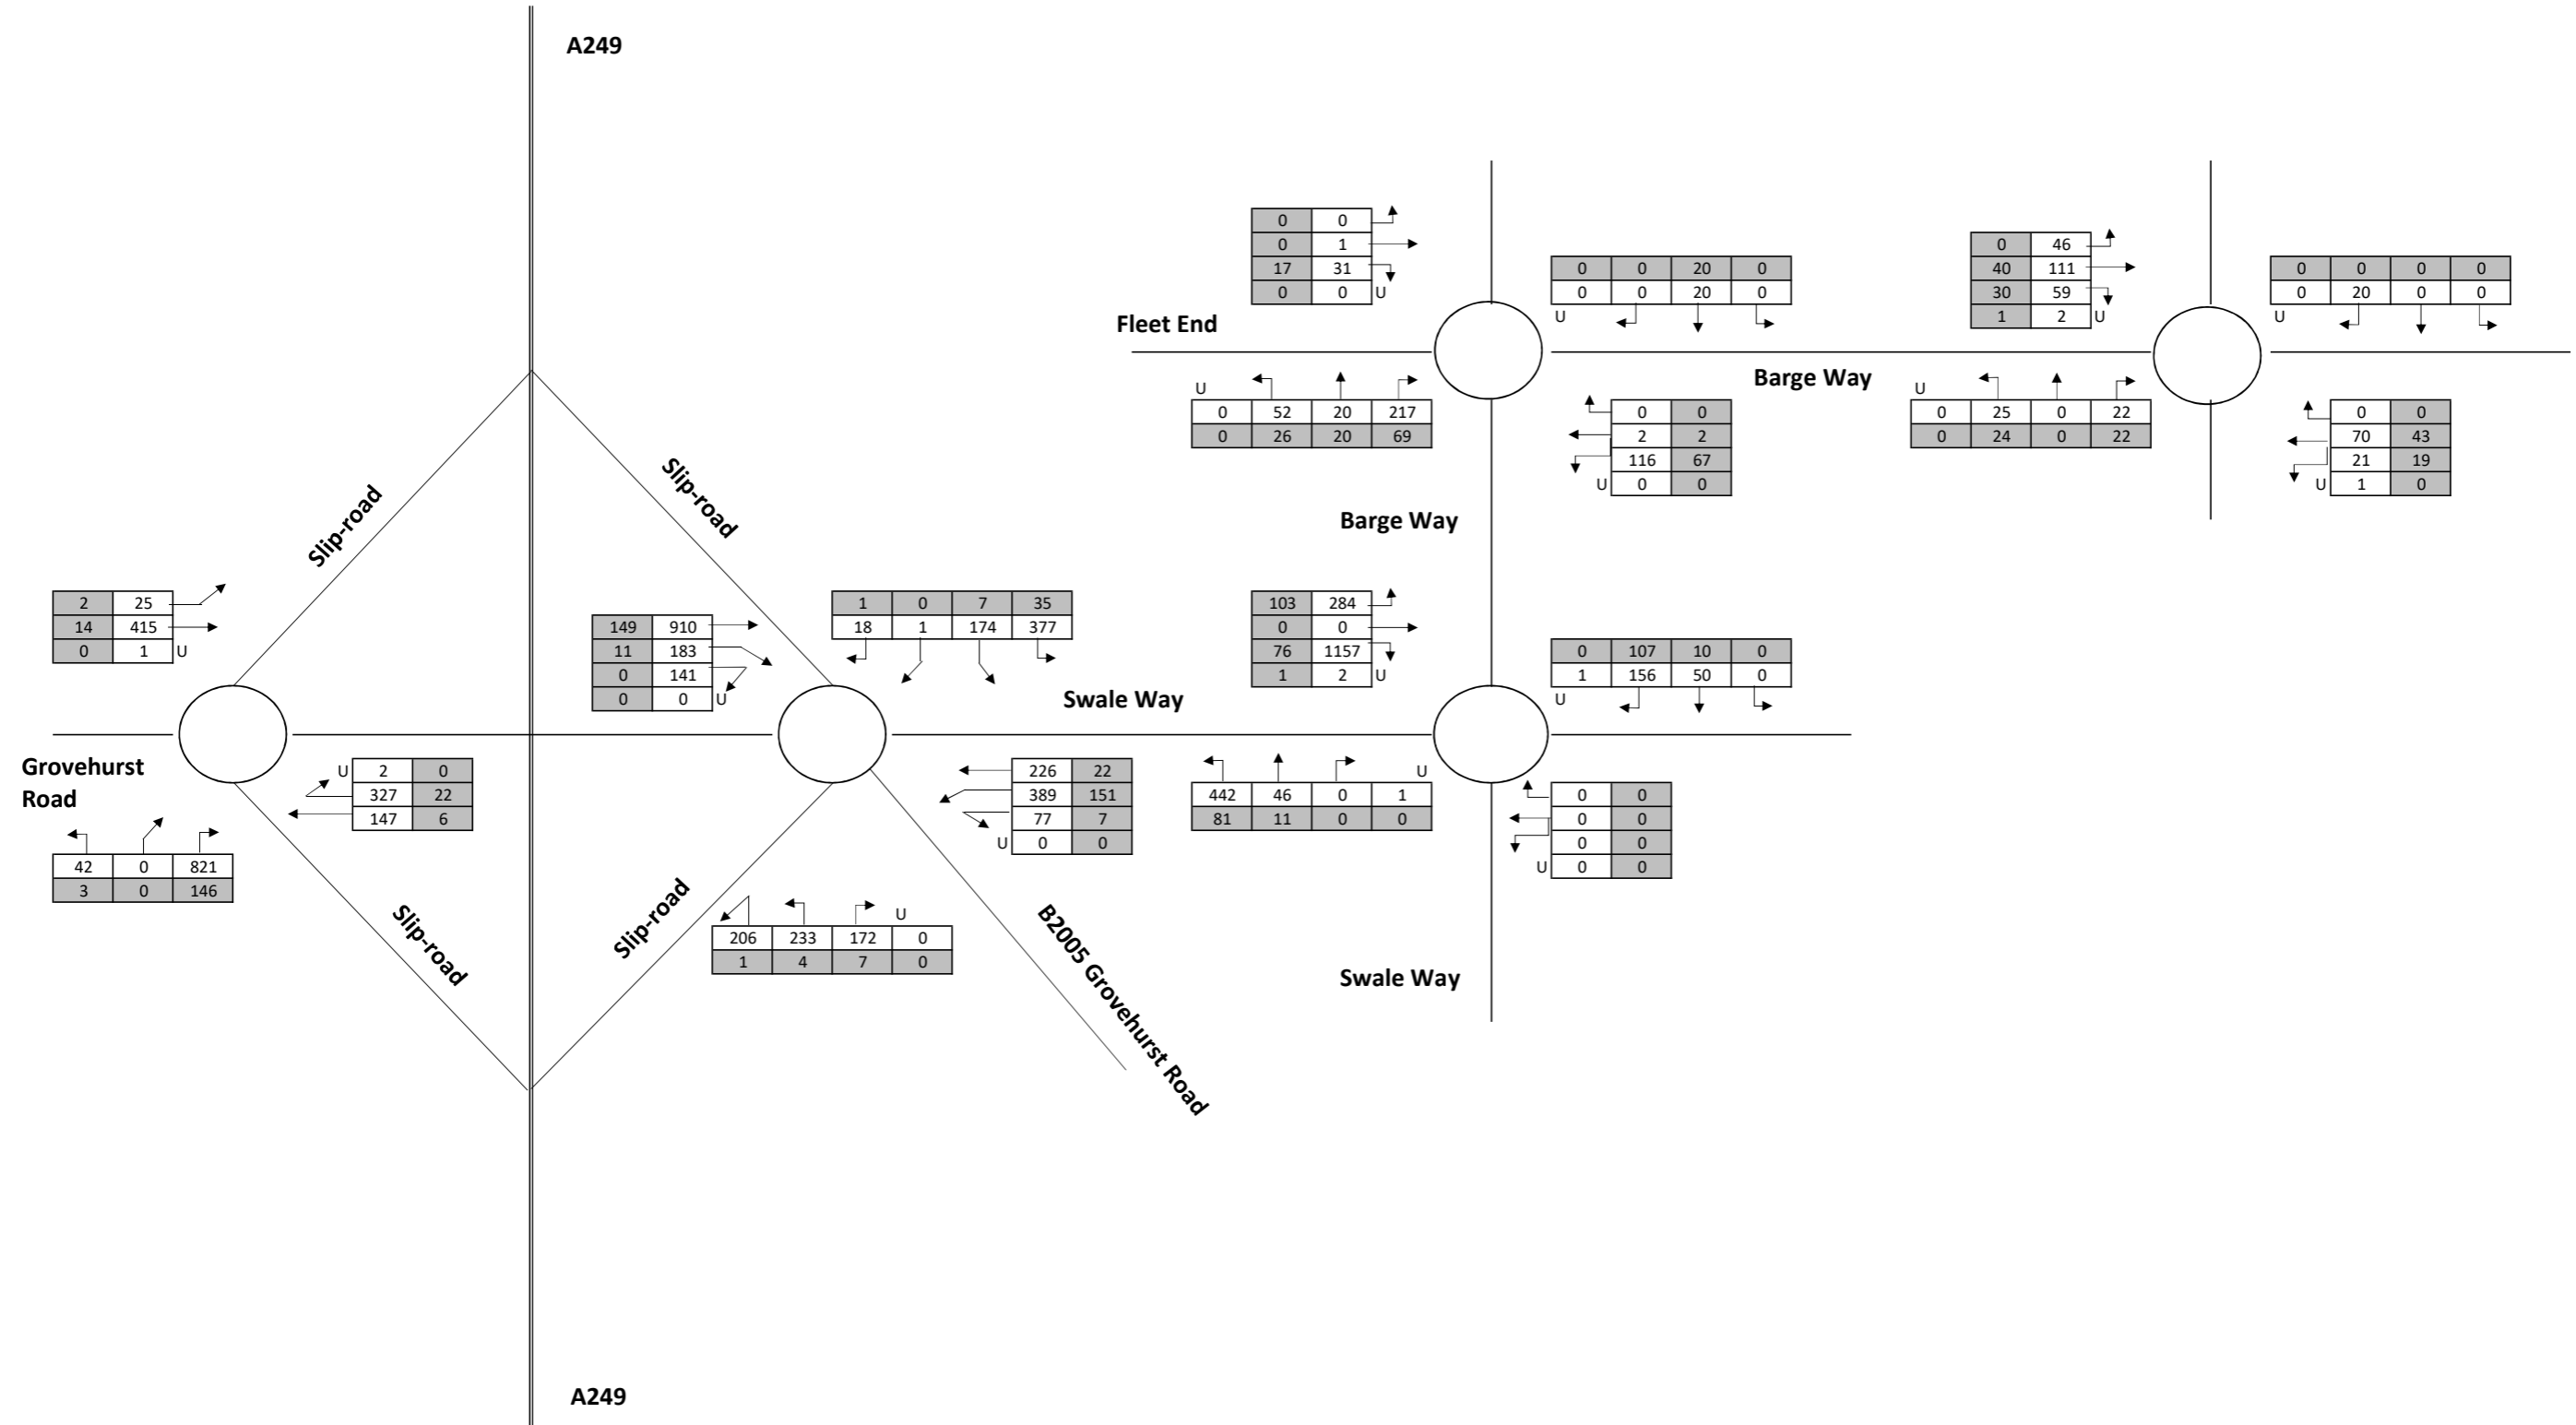 A249
0 0
0 1
17 31
0 0 U
0 0 20 0
0 0 20 0
U
0 46
40 111
30 59
1 2 U
0 0 0 0
0 20 0 0
U
Fleet End
Barge Way
U
0 52 20 217
0 26 20 69
0 0
2 2
116 67
U 0 0
U
0 25 0 22
0 24 0 22
0 0
70 43
21 19
U 1 0
Slip-road
Slip-road
Barge Way
2 25
14 415
0 1 U
149 910
11 183
0 141
0 0 U
1 0 7 35
18 1 174 377
103 284
0 0
76 1157
1 2 U
0 107 10 0
1 156 50 0
U
Swale Way
Grovehurst
Road
U 2 0
327 22
147 6
226 22
389 151
77 7
U 0 0
U
442 46 0 1
81 11 0 0
0 0
0 0
0 0
U 0 0
42 0 821
3 0 146
Slip-road
Slip-road
U
206 233 172 0
1 4 7 0
B2005 Grovehurst Road
Swale Way
A249